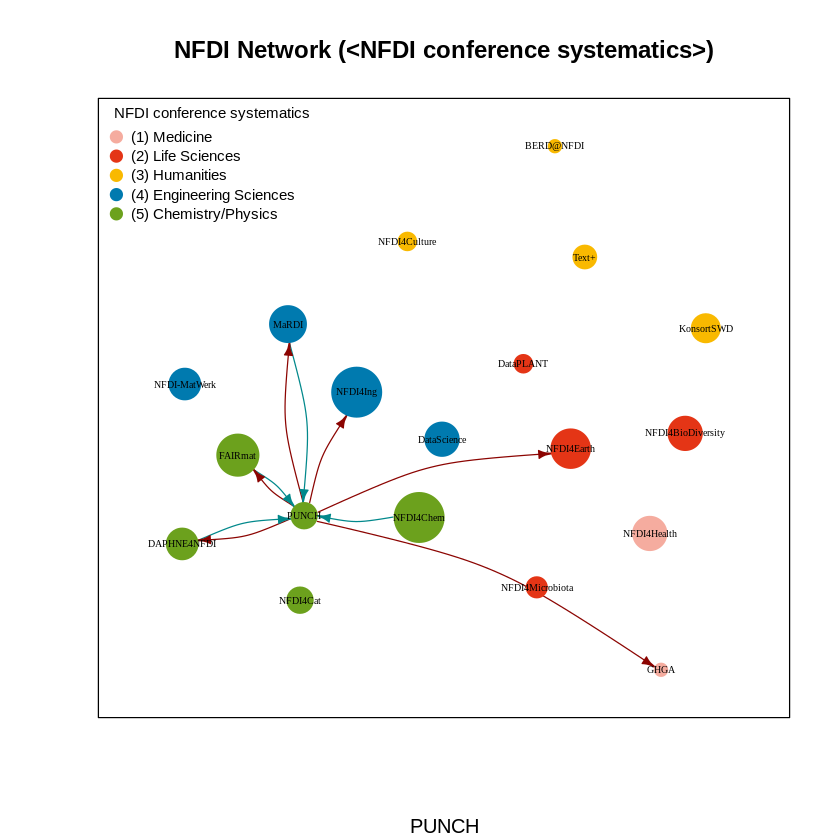 NFDI Network (<NFDI conference systematics>)
NFDI conference systematics
(1) Medicine
(2) Life Sciences
(3) Humanities
(4) Engineering Sciences
(5) Chemistry/Physics
BERD@NFDI
NFDI4Culture
Text+
MaRDI
KonsortSWD
DataPLANT
NFDI-MatWerk
NFDI4Ing
NFDI4BioDiversity
DataScience
NFDI4Earth
FAIRmat
PUNCH
NFDI4Chem
NFDI4Health
DAPHNE4NFDI
NFDI4Microbiota
NFDI4Cat
GHGA
PUNCH